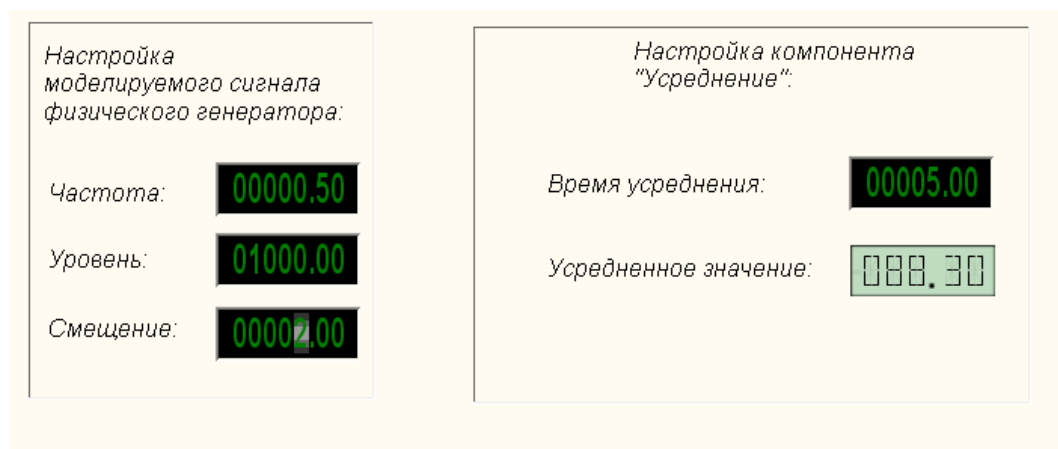 Настройка
моделируемого сигнала
физического генератора:
Частота: 00000.50
Уровень: 01000.00
Смещение: 00002.00
Настройка компонента
"Усреднение":
Время усреднения: 00005.00
Усредненное значение: 088.30